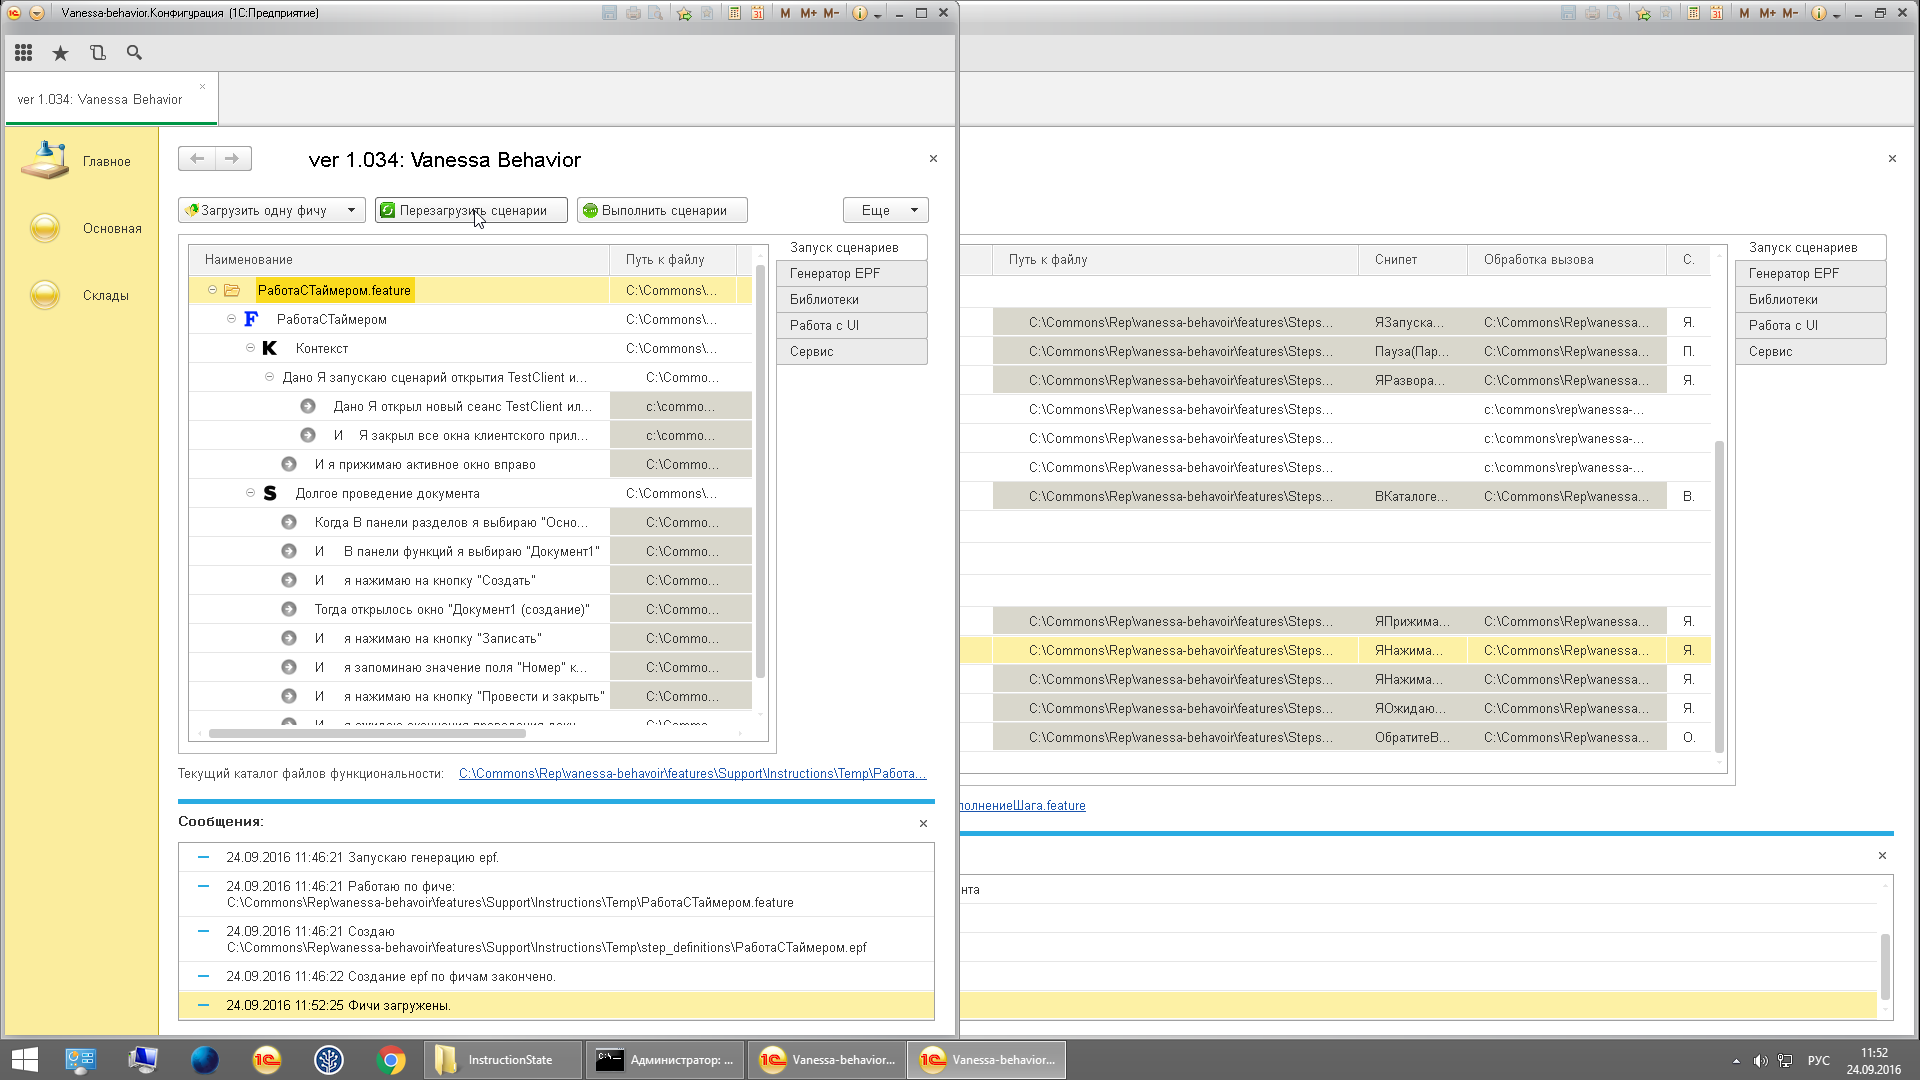 Vanessa-behavior.Конфигурация (1С:Предприятие)
M M+ M-
M M+ M-
ver 1.034: Vanessa Behavior
Главное
Основная
Склады
ver 1.034: Vanessa Behavior
Загрузить одну фичу
Перезагрузить сценарии
Выполнить сценарии
Еще
Наименование Путь к файлу
РаботаСТаймером.feature C:\Commons\...
F РаботаСТаймером C:\Commons\...
K Контекст C:\Commons\...
Дано Я запускаю сценарий открытия TestClient и... C:\Commo...
Дано Я открыл новый сеанс TestClient ил... c:\commo...
И Я закрыл все окна клиентского прил... c:\commo...
И я прижимаю активное окно вправо C:\Commo...
S Долгое проведение документа C:\Commons\...
Когда В панели разделов я выбираю "Осно... C:\Commo...
И В панели функций я выбираю "Документ1" C:\Commo...
И я нажимаю на кнопку "Создать" C:\Commo...
Тогда открылось окно "Документ1 (создание)" C:\Commo...
И я нажимаю на кнопку "Записать" C:\Commo...
И я запоминаю значение поля "Номер" к... C:\Commo...
И я нажимаю на кнопку "Провести и закрыть" C:\Commo...
Запуск сценариев
Генератор EPF
Библиотеки
Работа с UI
Сервис
Текущий каталог файлов функциональности: C:\Commons\Rep\vanessa-behavoir\features\Support\Instructions\Temp\Работа...
Сообщения:
24.09.2016 11:46:21 Запускаю генерацию epf.
24.09.2016 11:46:21 Работаю по фиче:
C:\Commons\Rep\vanessa-behavoir\features\Support\Instructions\Temp\РаботаСТаймером.feature
24.09.2016 11:46:21 Создаю
C:\Commons\Rep\vanessa-behavoir\features\Support\Instructions\Temp\step_definitions\РаботаСТаймером.epf
24.09.2016 11:46:22 Создание epf по фичам закончено.
24.09.2016 11:52:25 Фичи загружены.
Путь к файлу Снипет Обработка вызова С.
C:\Commons\Rep\vanessa-behavoir\features\Steps... ЯЗапуска... C:\Commons\Rep\vanessa... Я.
C:\Commons\Rep\vanessa-behavoir\features\Steps... Пауза(Пар... C:\Commons\Rep\vanessa... П.
C:\Commons\Rep\vanessa-behavoir\features\Steps... ЯРазвора... C:\Commons\Rep\vanessa... Я.
C:\Commons\Rep\vanessa-behavoir\features\Steps... c:\commons\rep\vanessa-...
C:\Commons\Rep\vanessa-behavoir\features\Steps... c:\commons\rep\vanessa-...
C:\Commons\Rep\vanessa-behavoir\features\Steps... c:\commons\rep\vanessa-...
C:\Commons\Rep\vanessa-behavoir\features\Steps... ВКаталоге... C:\Commons\Rep\vanessa... В.
C:\Commons\Rep\vanessa-behavoir\features\Steps... ЯПрижима... C:\Commons\Rep\vanessa... Я.
C:\Commons\Rep\vanessa-behavoir\features\Steps... ЯНажима... C:\Commons\Rep\vanessa... Я.
C:\Commons\Rep\vanessa-behavoir\features\Steps... ЯНажима... C:\Commons\Rep\vanessa... Я.
C:\Commons\Rep\vanessa-behavoir\features\Steps... ЯОжидаю... C:\Commons\Rep\vanessa... Я.
C:\Commons\Rep\vanessa-behavoir\features\Steps... ОбратитеВ... C:\Commons\Rep\vanessa... О.
Запуск сценариев
Генератор EPF
Библиотеки
Работа с UI
Сервис
полнениеШага.feature
нта
InstructionState
Администратор: ...
Vanessa-behavior...
Vanessa-behavior...
РУС
11:52
24.09.2016